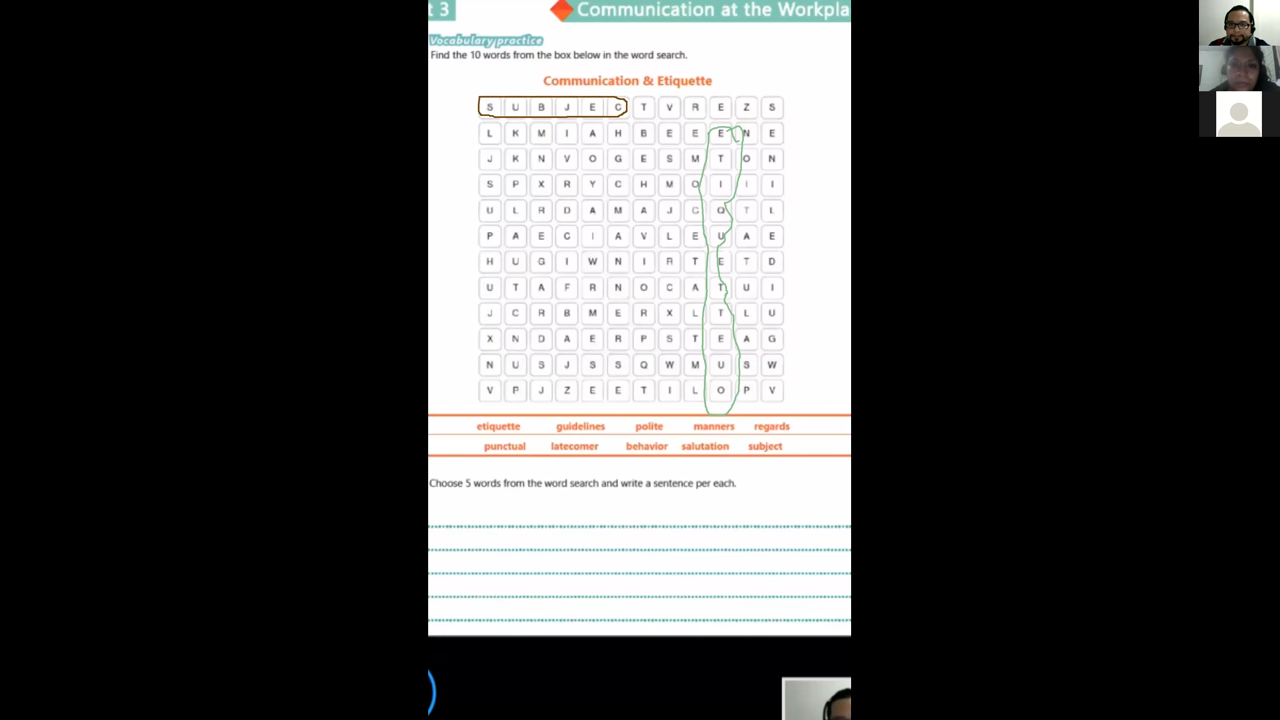 t 3
Communication at the Workpla
Vocabulary practice
Find the 10 words from the box below in the word search.
Communication & Etiquette
S U B J E C T V R E Z S
L K M I A H B E E E N E
J K N V O G E S M T O N
S P X R Y C H M O I I I
U L R D A M A J C Q T L
P A E C I A V L E U A E
H U G I W N I R T E T D
U T A F R N O C A T U I
J C R B M E R X L T L U
X N D A E R P S T E A G
N U S J S S Q W M U S W
V P J Z E E T I L O P V
etiquette guidelines polite manners regards
punctual latecomer behavior salutation subject
Choose 5 words from the word search and write a sentence per each.